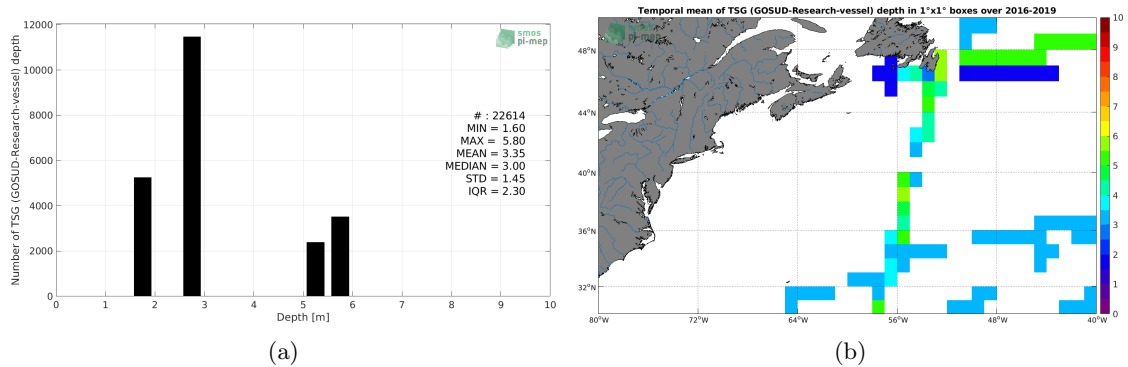 12000
10000
8000
6000
4000
2000
0
Number of TSG (GOSUD-Research-vessel) depth
0 1 2 3 4 5 6 7 8 9 10
Depth [m]
smos
pi-mep
# : 22614
MIN = 1.60
MAX = 5.80
MEAN = 3.35
MEDIAN = 3.00
STD = 1.45
IQR = 2.30
(a)
Temporal mean of TSG (GOSUD-Research-vessel) depth in 1°x1° boxes over 2016-2019
smos
pi-mep
48°N
44°N
40°N
36°N
32°N
80°W 72°W 64°W 56°W 48°W 40°W
10
9
8
7
6
5
4
3
2
1
0
(b)